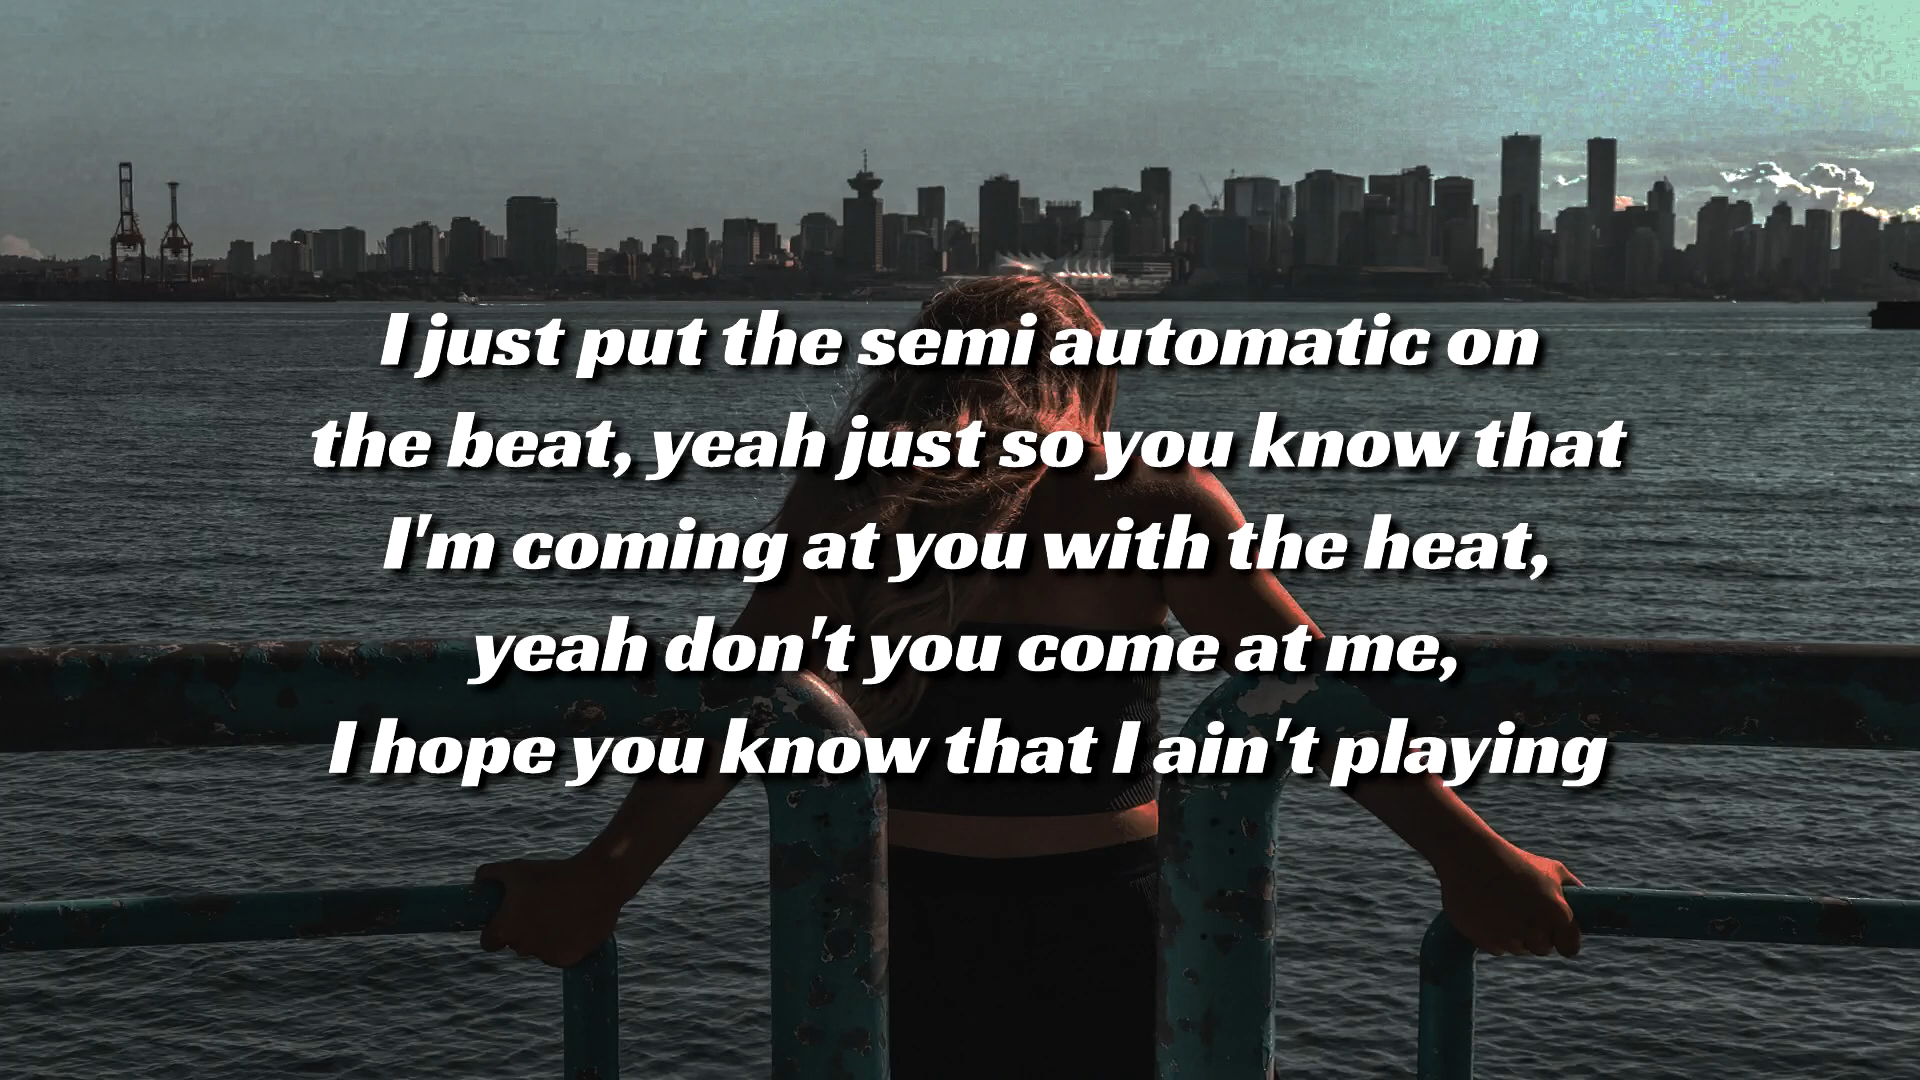 I just put the semi automatic on
the beat, yeah just so you know that
I'm coming at you with the heat,
yeah don't you come at me,
I hope you know that I ain't playing